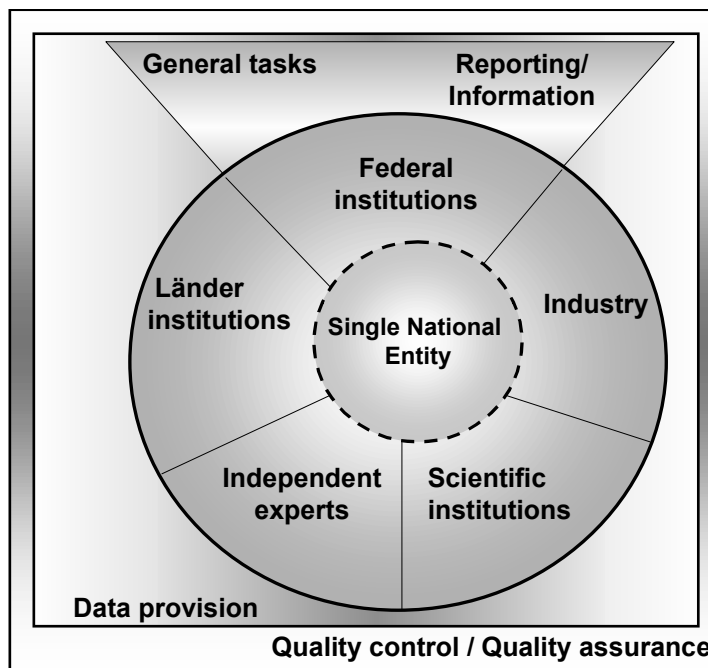 General tasks
Reporting/
Information
Federal
institutions
Länder
institutions
Industry
Single National
Entity
Independent
experts
Scientific
institutions
Data provision
Quality control / Quality assurance